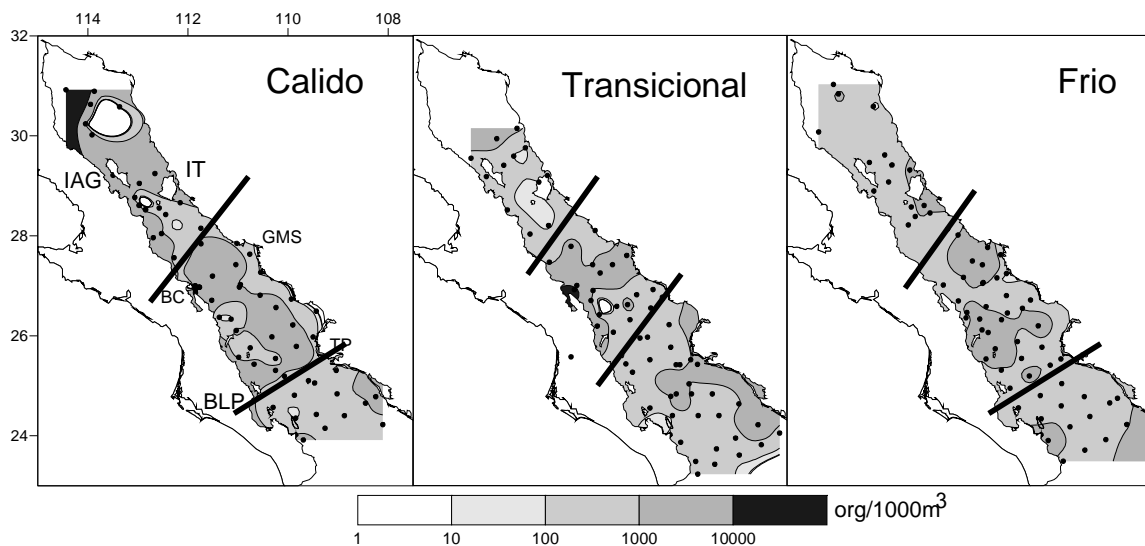 114 112 110 108
32
30
28
26
24
Calido
Transicional
Frio
IAG
IT
GMS
BC
TP
BLP
1 10 100 1000 10000
org/1000m3